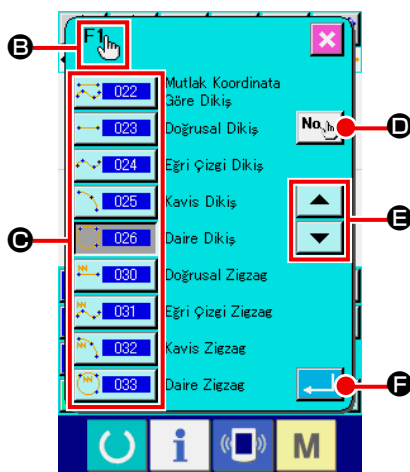 B
F1
022 Mutlak Koordinata
Göre Dikiş
023 Doğrusal Dikiş
No.
D
024 Eğri Çizgi Dikiş
025 Kavis Dikiş
E
C
026 Daire Dikiş
030 Doğrusal Zigzag
031 Eğri Çizgi Zigzag
032 Kavis Zigzag
033 Daire Zigzag
F
i
M